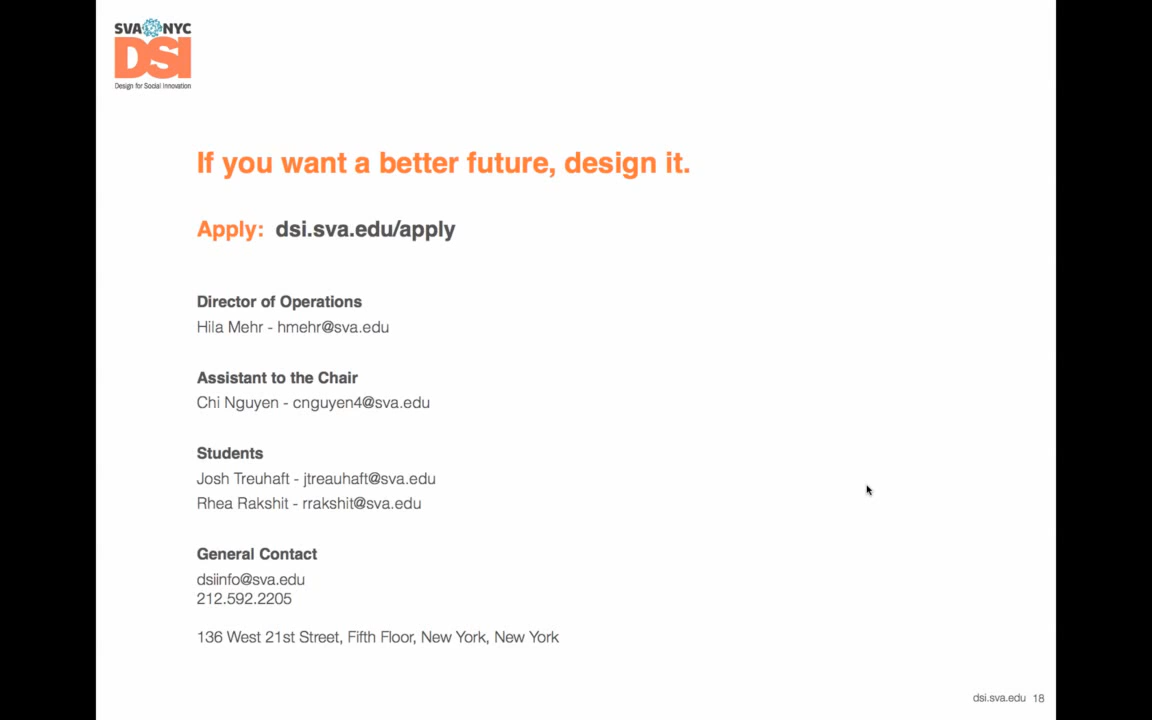 SVA NYC
DSI
Design for Social Innovation
If you want a better future, design it.
Apply: dsi.sva.edu/apply
Director of Operations
Hila Mehr - hmehr@sva.edu
Assistant to the Chair
Chi Nguyen - cnguyen4@sva.edu
Students
Josh Treuhaft - jtreauhaft@sva.edu
Rhea Rakshit - rrakshit@sva.edu
General Contact
dsiinfo@sva.edu
212.592.2205
136 West 21st Street, Fifth Floor, New York, New York
dsi.sva.edu 18